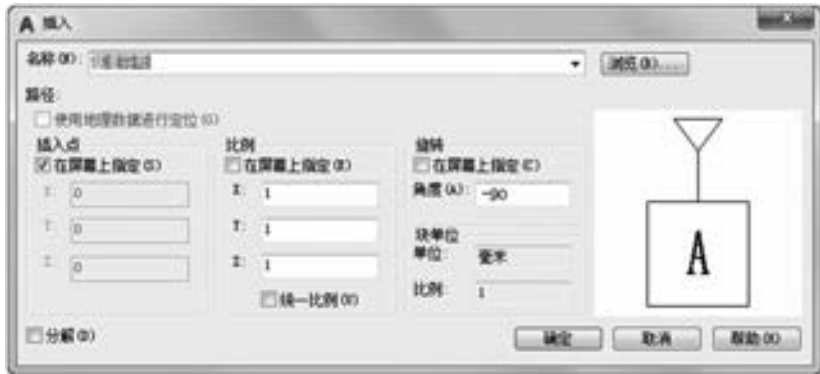 A 插入
名称(N):
浏览(B)....
路径:
使用地理数据进行定位(G)
插入点
在屏幕上指定(S)
X: 0
Y: 0
Z: 0
比例
在屏幕上指定(E)
X: 1
Y: 1
Z: 1
统一比例(U)
旋转
在屏幕上指定(C)
角度(A): -90
块单位
单位: 毫米
比例: 1
A
分解(D)
确定
取消
帮助(H)